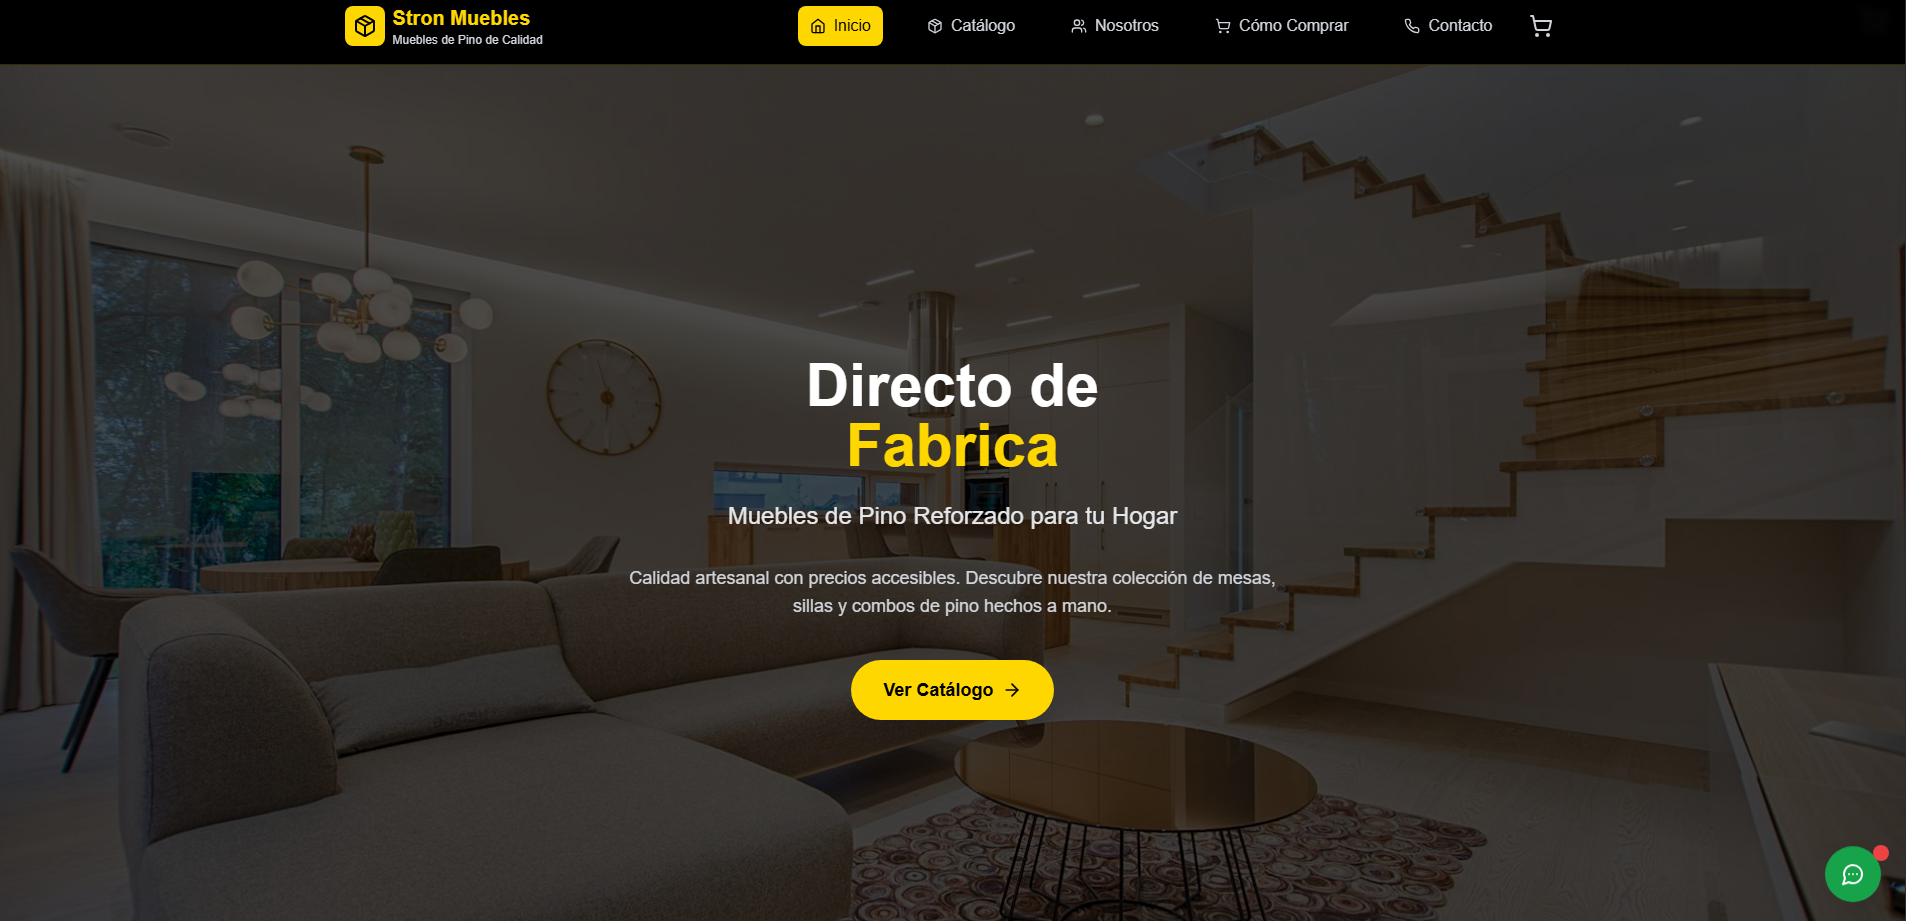 Stron Muebles
Muebles de Pino de Calidad
Inicio
Catálogo
Nosotros
Cómo Comprar
Contacto
Directo de
Fabrica
Muebles de Pino Reforzado para tu Hogar
Calidad artesanal con precios accesibles. Descubre nuestra colección de mesas,
sillas y combos de pino hechos a mano.
Ver Catálogo